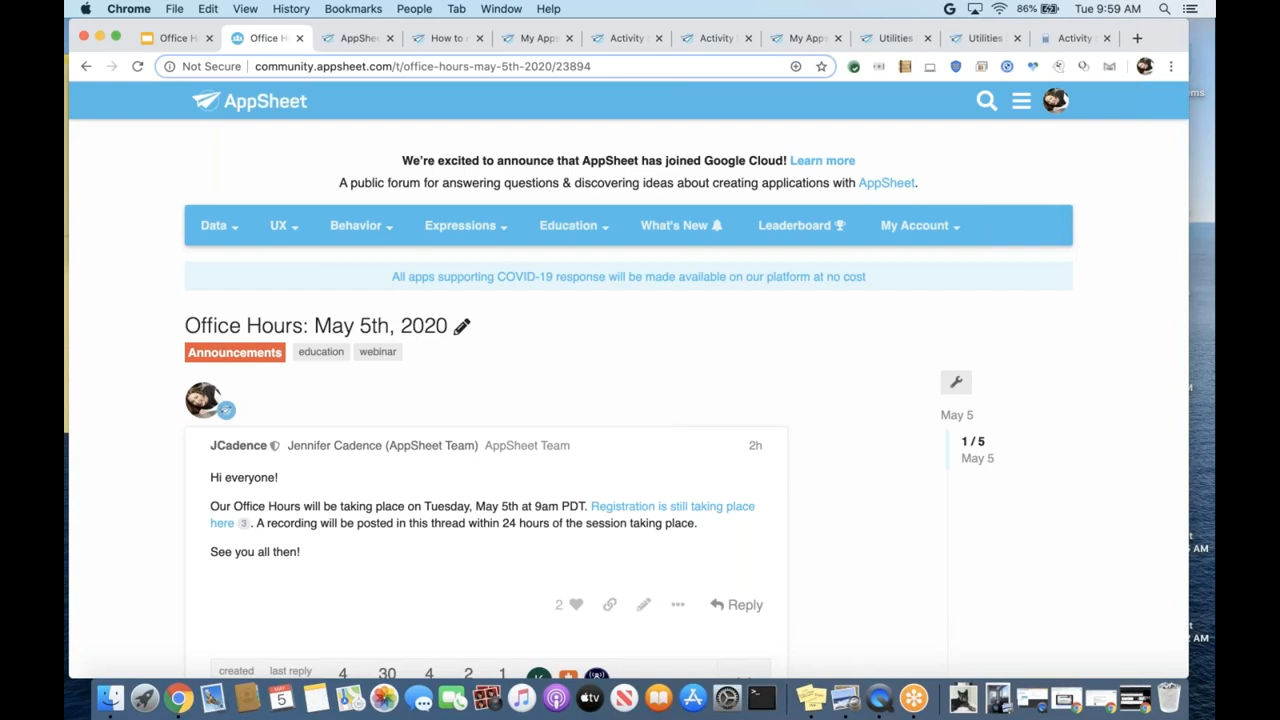 Chrome File Edit View History Bookmarks People Tab Window Help 86% Tue 9:59 AM
Office H Office H AppShee How to My Apps Activity Activity My Apps Utilities Utilities Activity
Not Secure community.appsheet.com/t/office-hours-may-5th-2020/23894
AppSheet
We're excited to announce that AppSheet has joined Google Cloud! Learn more
A public forum for answering questions & discovering ideas about creating applications with AppSheet.
Data UX Behavior Expressions Education What's New Leaderboard My Account
All apps supporting COVID-19 response will be made available on our platform at no cost
Office Hours: May 5th, 2020
Announcements education webinar
May 5
1 / 5
May 5
JCadence Jennifer Cadence (AppSheet Team) AppSheet Team 2h
Hi everyone!
Our Office Hours will be taking place on Tuesday, May 5th at 9am PDT. Registration is still taking place
here 3 . A recording will be posted in this thread within 24 hours of the session taking place.
See you all then!
2 Reply
created last reply 30 2